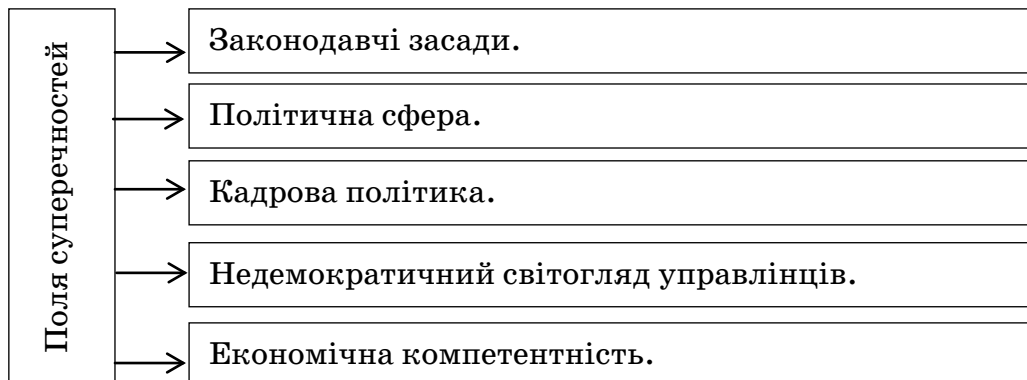 Поля суперечностей
Законодавчі засади.
Політична сфера.
Кадрова політика.
Недемократичний світогляд управлінців.
Економічна компетентність.